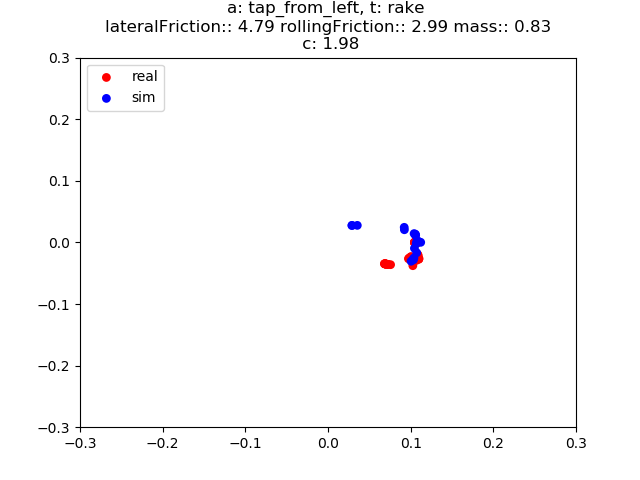 a: tap_from_left, t: rake
lateralFriction:: 4.79 rollingFriction:: 2.99 mass:: 0.83
c: 1.98
real
sim
0.3
0.2
0.1
0.0
−0.1
−0.2
−0.3
−0.3 −0.2 −0.1 0.0 0.1 0.2 0.3